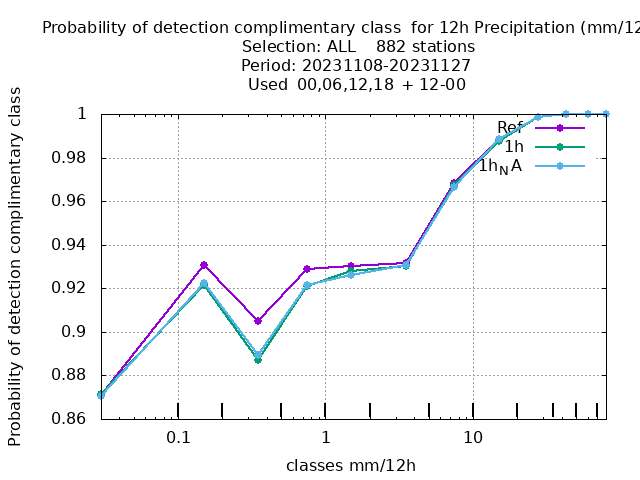 Probability of detection complimentary class  for 12h Precipitation (mm/12
Selection: ALL    882 stations
Period: 20231108-20231127
Used  00,06,12,18  + 12-00
Probability of detection complimentary class
1
0.98
0.96
0.94
0.92
0.9
0.88
0.86
Ref
1h
1h_N A
0.1
1
10
classes mm/12h